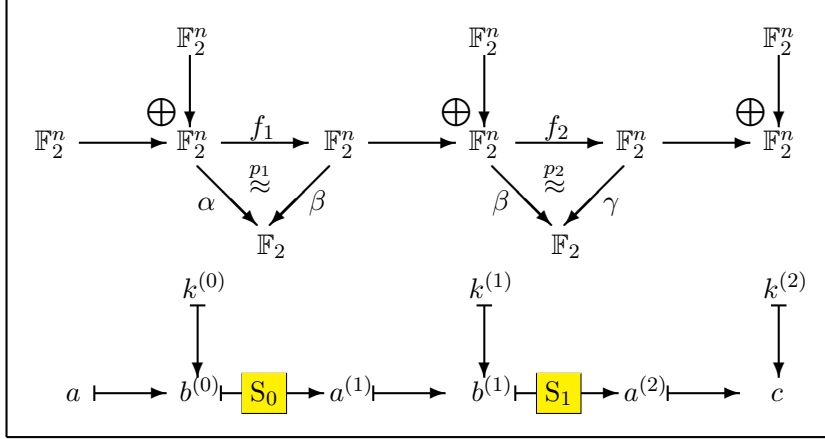 𝔽₂ⁿ 𝔽₂ⁿ 𝔽₂ⁿ
⊕ ⊕ ⊕
𝔽₂ⁿ 𝔽₂ⁿ f₁ 𝔽₂ⁿ 𝔽₂ⁿ f₂ 𝔽₂ⁿ 𝔽₂ⁿ
p₁ p₂
≈ ≈
α β β γ
𝔽₂ 𝔽₂
k⁽⁰⁾ k⁽¹⁾ k⁽²⁾
a b⁽⁰⁾ S₀ a⁽¹⁾ b⁽¹⁾ S₁ a⁽²⁾ c